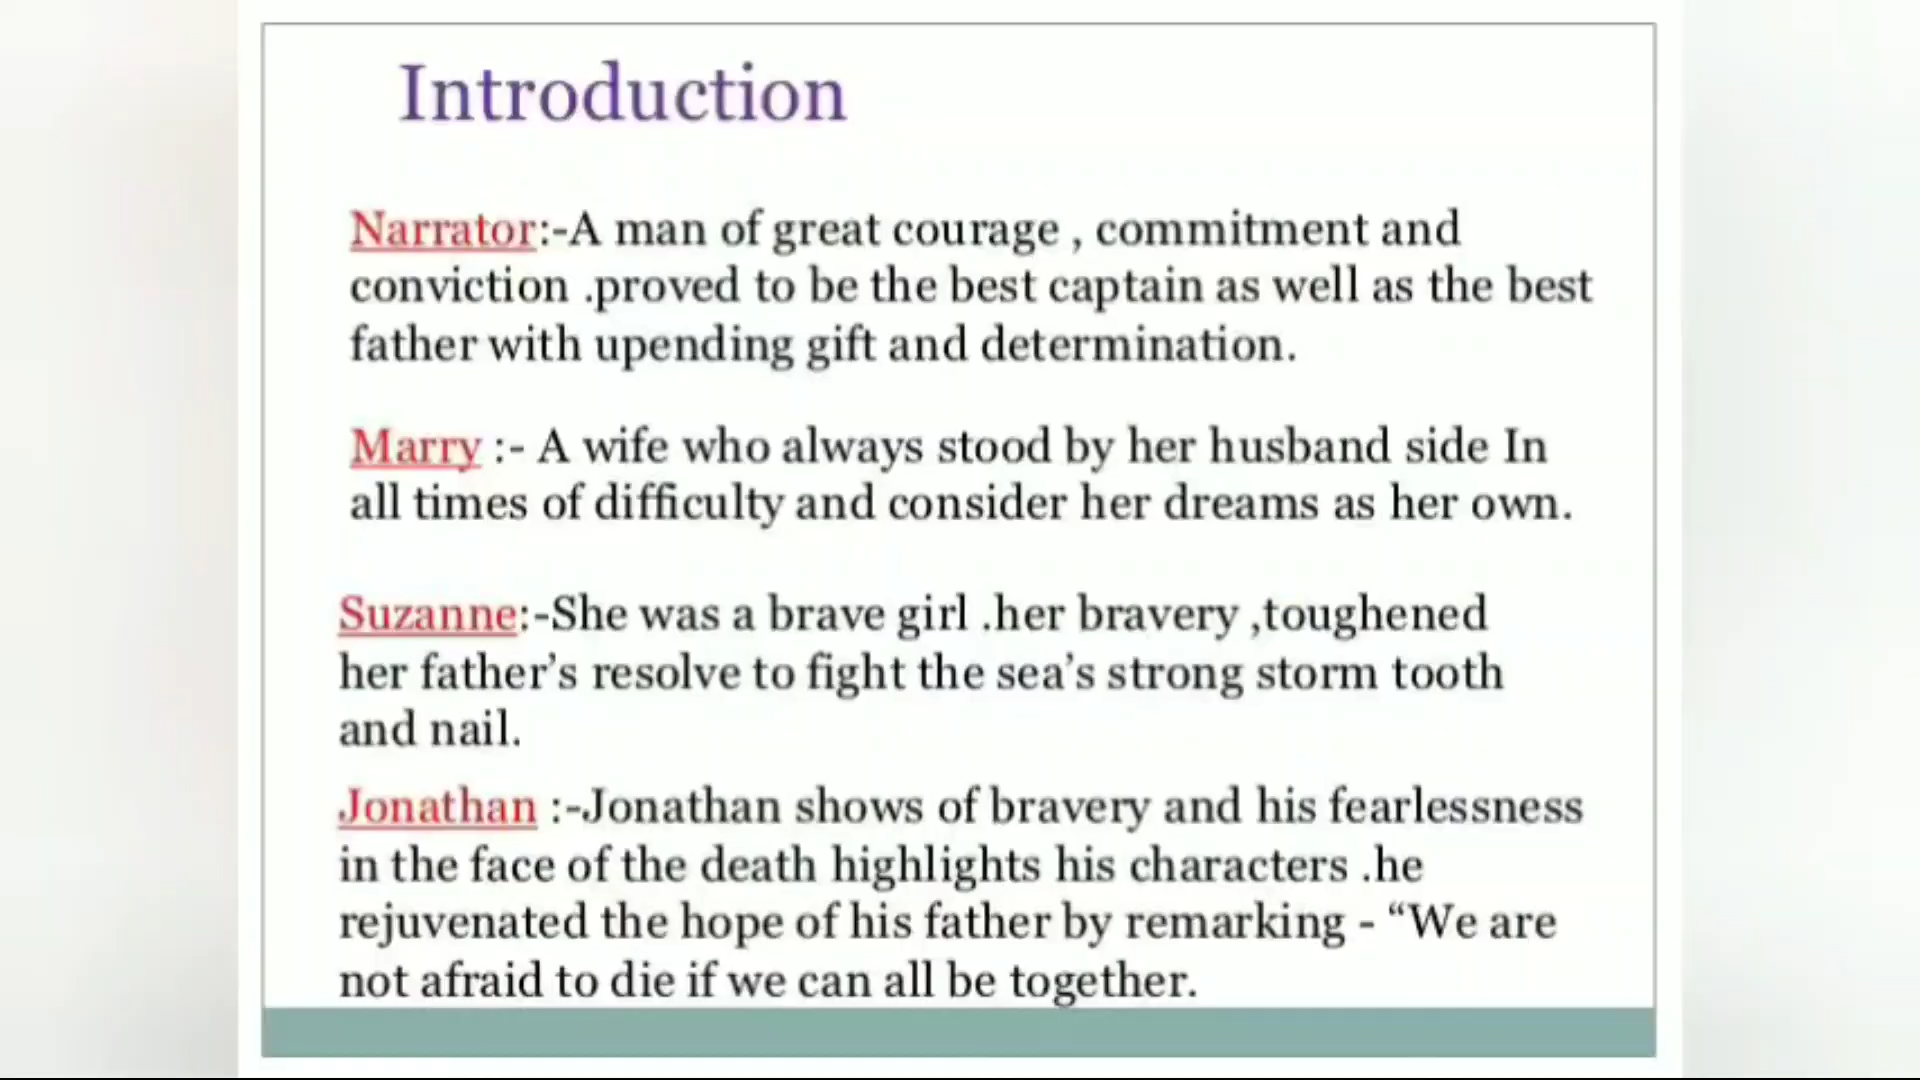 Introduction
Narrator:-A man of great courage , commitment and
conviction .proved to be the best captain as well as the best
father with upending gift and determination.
Marry :- A wife who always stood by her husband side In
all times of difficulty and consider her dreams as her own.
Suzanne:-She was a brave girl .her bravery ,toughened
her father’s resolve to fight the sea’s strong storm tooth
and nail.
Jonathan :-Jonathan shows of bravery and his fearlessness
in the face of the death highlights his characters .he
rejuvenated the hope of his father by remarking - “We are
not afraid to die if we can all be together.